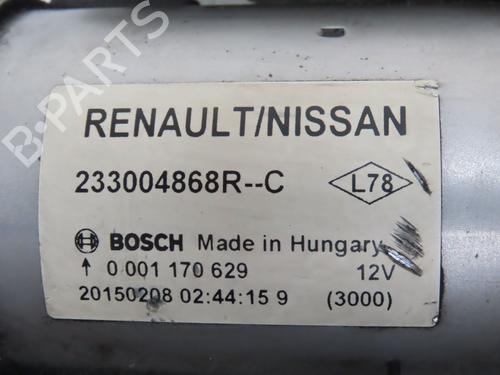 B-PARTS
RENAULT/NISSAN
233004868R--C
L78
BOSCH Made in Hungary
0 001 170 629 12V
20150208 02:44:15 9 (3000)